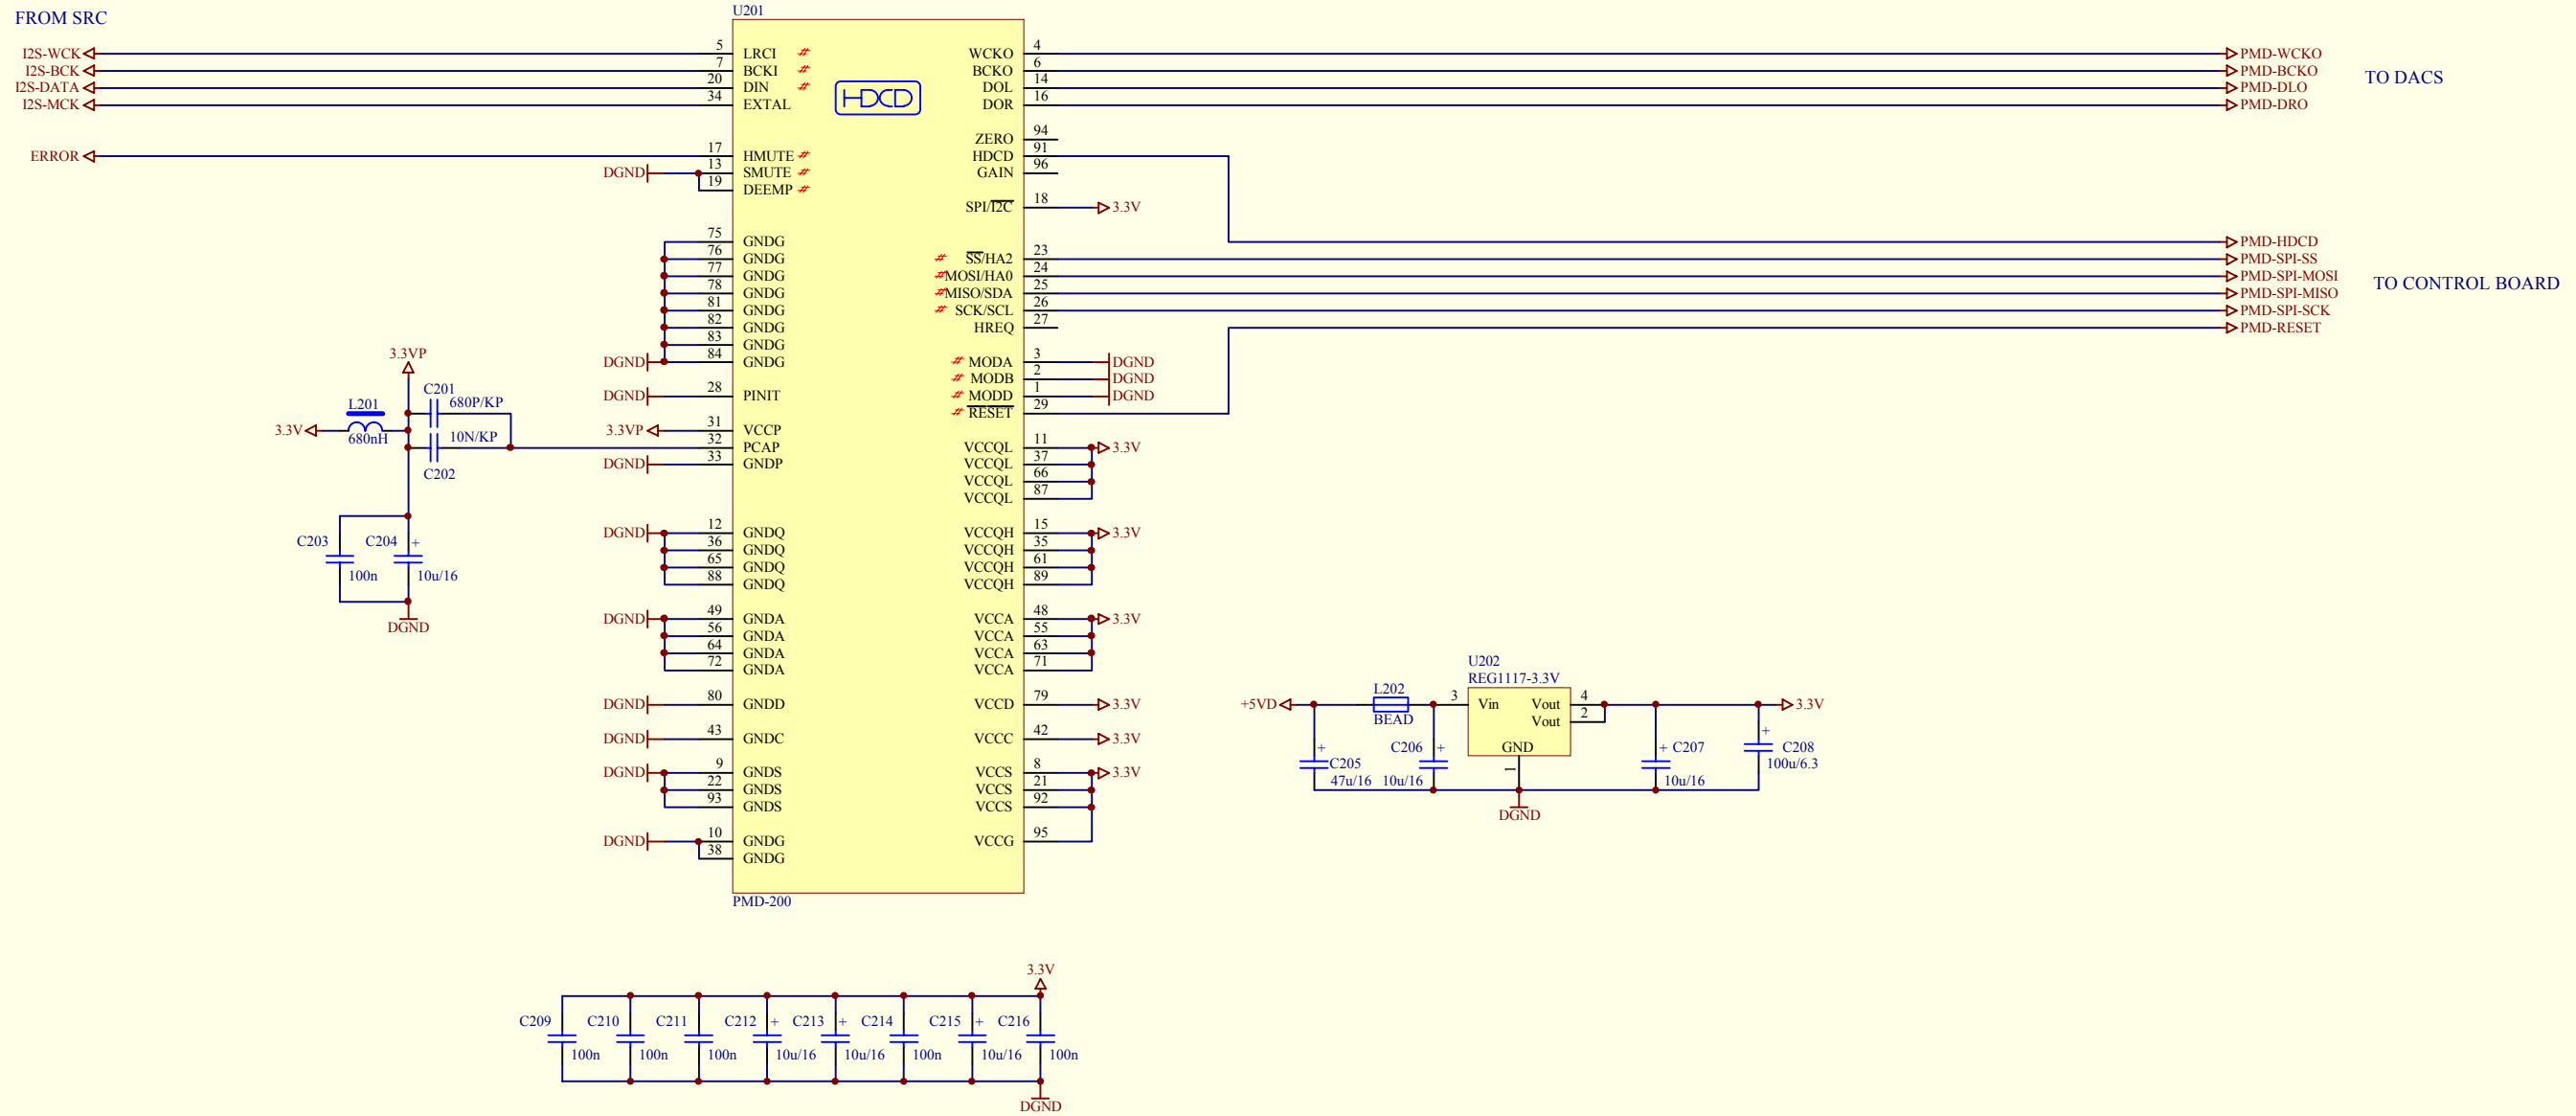 FROM SRC
U201
I2S-WCK 5 LRCI WCKO 4 PMD-WCKO
I2S-BCK 7 BCKI BCKO 6 PMD-BCKO
TO DACS
I2S-DATA 20 DIN DOL 14 PMD-DLO
I2S-MCK 34 EXTAL DOR 16 PMD-DRO
HDCD
ZERO 94
ERROR 17 HMUTE HDCD 91
DGND 13 SMUTE GAIN 96
19 DEEMP
SPI/I2C 18 3.3V
75 GNDG PMD-HDCD
76 GNDG SS/HA2 23 PMD-SPI-SS
77 GNDG MOSI/HA0 24 PMD-SPI-MOSI
TO CONTROL BOARD
78 GNDG MISO/SDA 25 PMD-SPI-MISO
81 GNDG SCK/SCL 26 PMD-SPI-SCK
82 GNDG HREQ 27 PMD-RESET
83 GNDG
DGND 84 GNDG MODA 3 DGND
MODB 2 DGND
DGND 28 PINIT MODD 1 DGND
RESET 29
3.3VP
C201
680P/KP
L201
3.3V
680nH
10N/KP
C202
3.3VP 31 VCCP
32 PCAP VCCQL 11 3.3V
DGND 33 GNDP VCCQL 37
VCCQL 66
VCCQL 87
DGND 12 GNDQ VCCQH 15 3.3V
36 GNDQ VCCQH 35
65 GNDQ VCCQH 61
88 GNDQ VCCQH 89
C203 C204 +
100n 10u/16
DGND
DGND 49 GNDA VCCA 48 3.3V
56 GNDA VCCA 55
64 GNDA VCCA 63
72 GNDA VCCA 71
DGND 80 GNDD VCCD 79 3.3V
DGND 43 GNDC VCCC 42 3.3V
DGND 9 GNDS VCCS 8 3.3V
22 GNDS VCCS 21
93 GNDS VCCS 92
DGND 10 GNDG VCCG 95
38 GNDG
PMD-200
U202
REG1117-3.3V
L202
+5VD 3 Vin Vout 4 3.3V
BEAD
Vout 2
GND
1
+ C205 47u/16
C206 + 10u/16
+ C207 10u/16
+ C208 100u/6.3
DGND
3.3V
C209 C210 C211 C212 + C213 + C214 C215 + C216
100n 100n 100n 10u/16 10u/16 100n 10u/16 100n
DGND